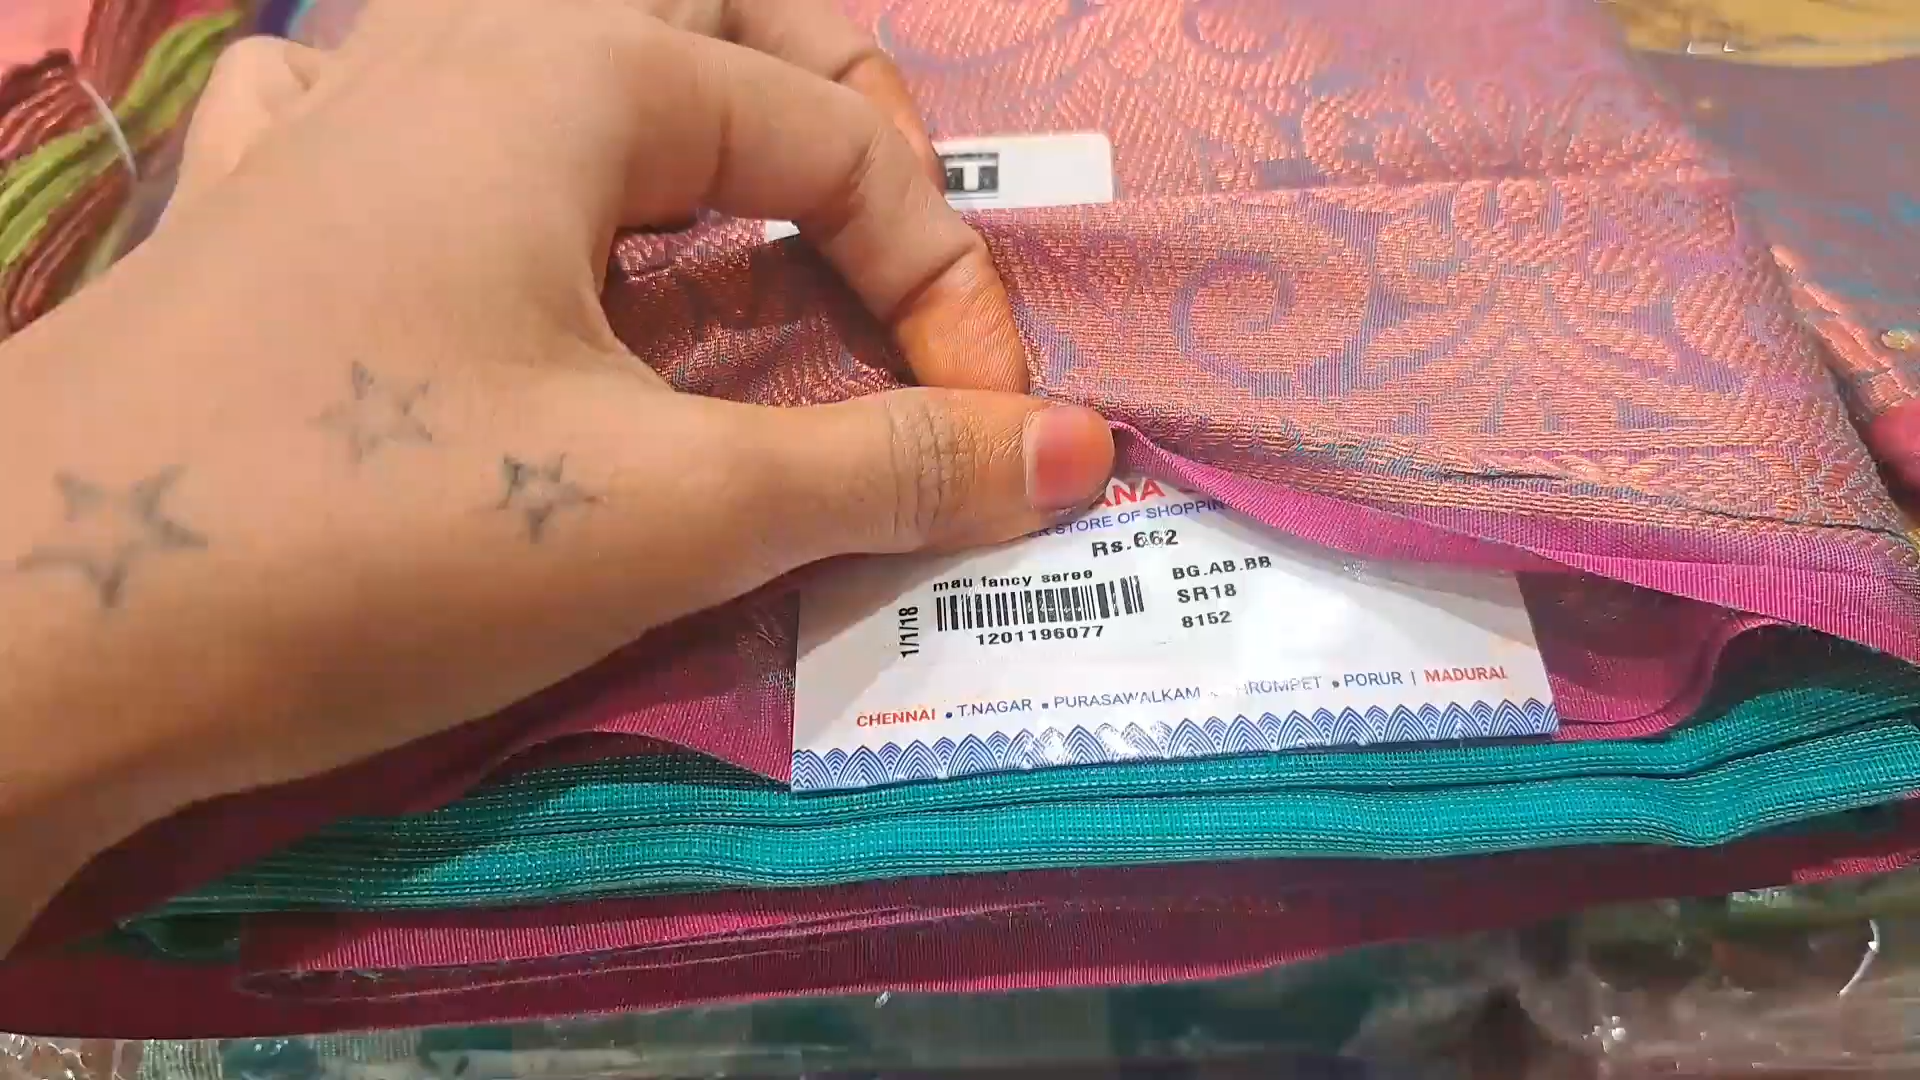 STORE OF SHOPPIN
Rs.662
mau fancy saree
BG.AB.BB
1/1/18
SR18
1201196077
8152
CHENNAI • T.NAGAR • PURASAWALKAM • PORUR | MADURAI